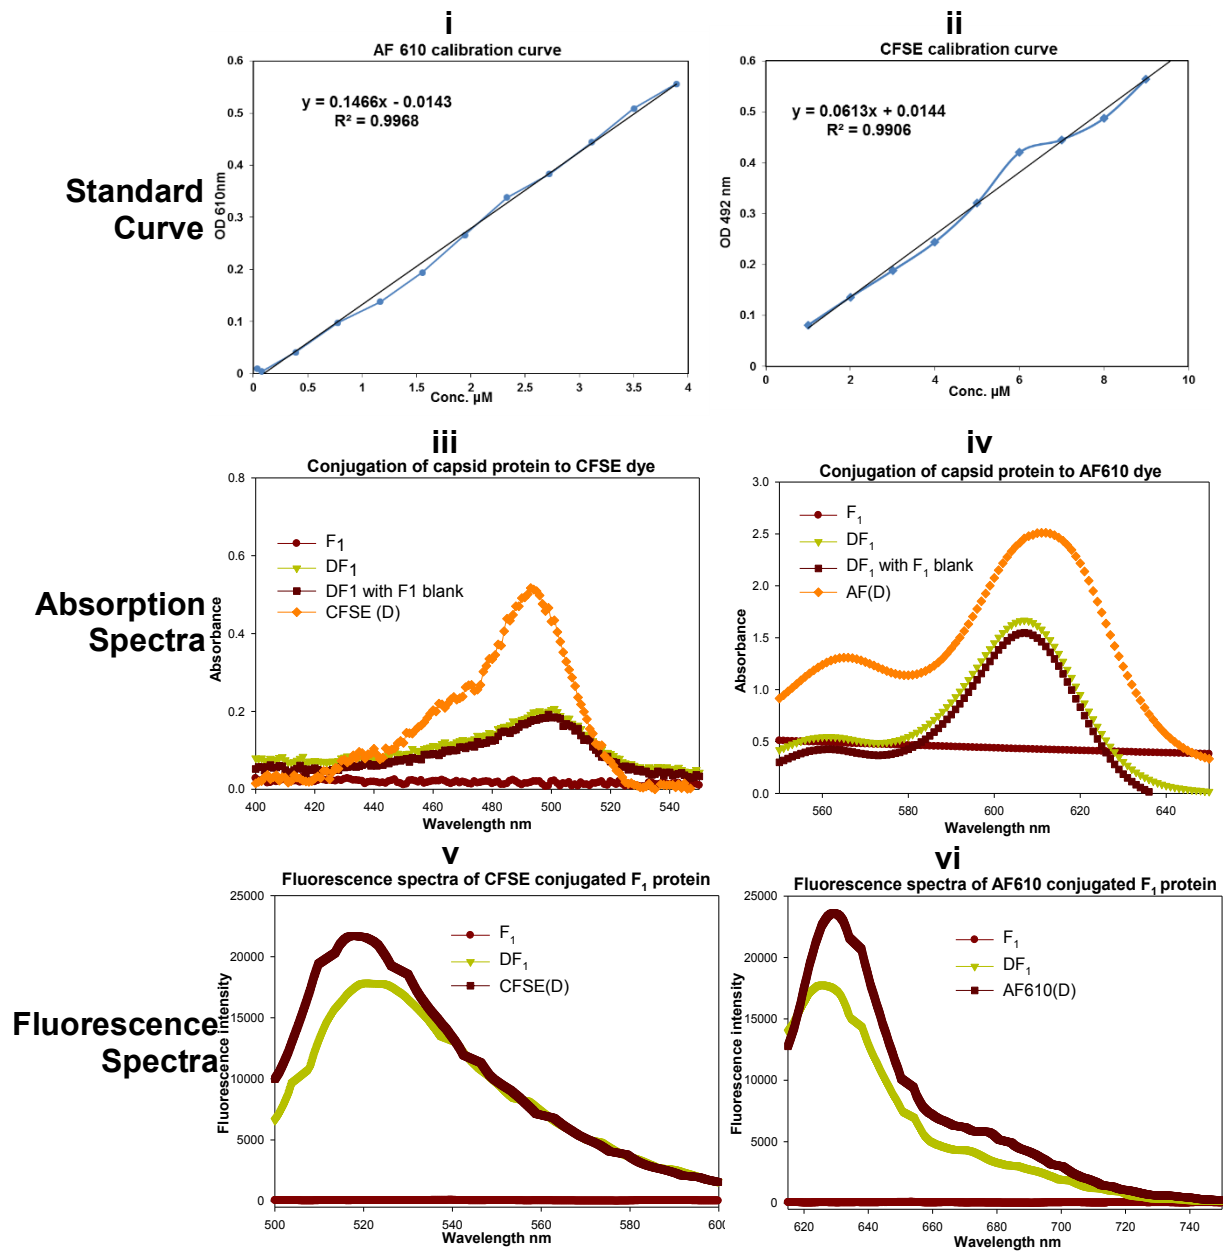 i
AF 610 calibration curve
0.6
0.5
0.4
0.3
0.2
0.1
0
y = 0.1466x - 0.0143
R² = 0.9968
OD 610nm
0 0.5 1 1.5 2 2.5 3 3.5 4
Conc. µM
ii
CFSE calibration curve
0.6
0.5
0.4
0.3
0.2
0.1
0
y = 0.0613x + 0.0144
R² = 0.9906
OD 492 nm
0 2 4 6 8 10
Conc. µM
Standard
Curve
iii
Conjugation of capsid protein to CFSE dye
0.8
0.6
0.4
0.2
0.0
F1
DF1
DF1 with F1 blank
CFSE (D)
Absorbance
400 420 440 460 480 500 520 540
Wavelength nm
iv
Conjugation of capsid protein to AF610 dye
3.0
2.5
2.0
1.5
1.0
0.5
0.0
F1
DF1
DF1 with F1 blank
AF(D)
Absorbance
560 580 600 620 640
Wavelength nm
Absorption
Spectra
v
Fluorescence spectra of CFSE conjugated F1 protein
25000
20000
15000
10000
5000
0
F1
DF1
CFSE(D)
Fluorescence intensity
500 520 540 560 580 600
Wavelength nm
vi
Fluorescence spectra of AF610 conjugated F1 protein
25000
20000
15000
10000
5000
0
F1
DF1
AF610(D)
Fluorescence intensity
620 640 660 680 700 720 740
Wavelength nm
Fluorescence
Spectra